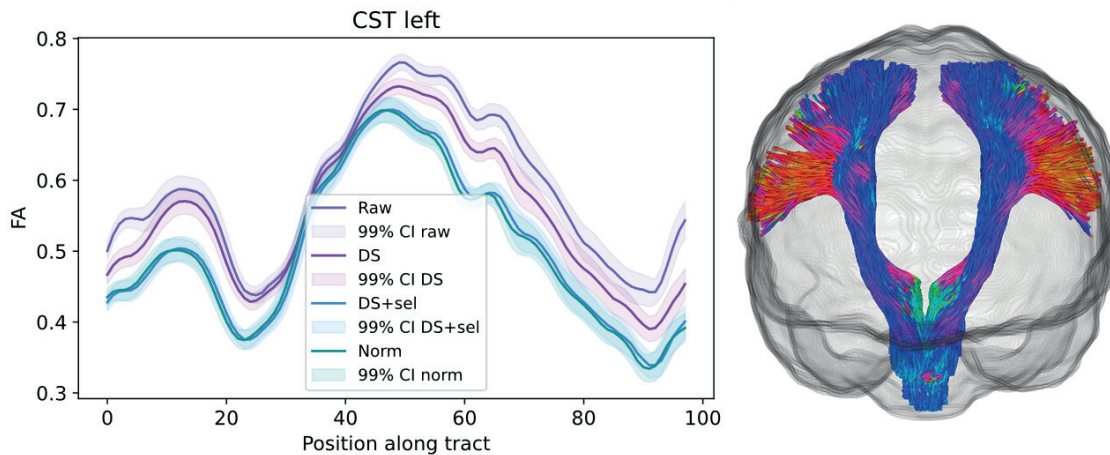 CST left
0.8
0.7
0.6
0.5
0.4
0.3
FA
Raw
99% CI raw
DS
99% CI DS
DS+sel
99% CI DS+sel
Norm
99% CI norm
0 20 40 60 80 100
Position along tract